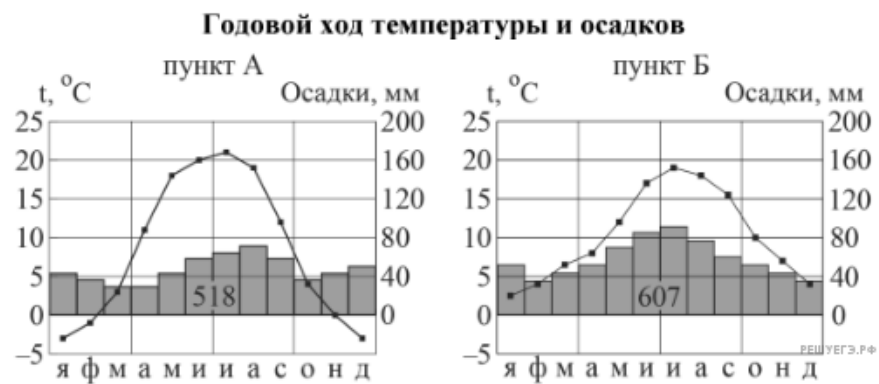 Годовой ход температуры и осадков
пункт А
t, °C Осадки, мм
25 200
20 160
15 120
10 80
5 40
0 0
–5
518
я ф м а м и и а с о н д
пункт Б
t, °C Осадки, мм
25 200
20 160
15 120
10 80
5 40
0 0
–5
607
я ф м а м и и а с о н д
РЕШУЕГЭ.РФ